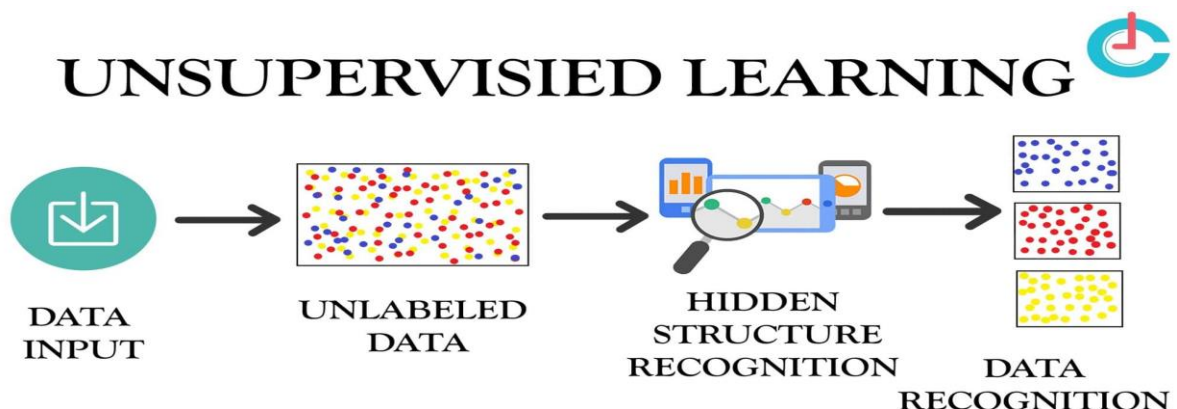 UNSUPERVISIED LEARNING
DATA
INPUT
UNLABELED
DATA
HIDDEN
STRUCTURE
RECOGNITION
DATA
RECOGNITION